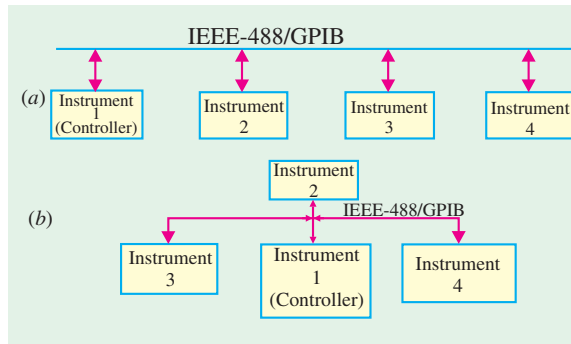 IEEE-488/GPIB
(a)
Instrument
1
(Controller)
Instrument
2
Instrument
3
Instrument
4
Instrument
2
(b)
IEEE-488/GPIB
Instrument
3
Instrument
1
(Controller)
Instrument
4